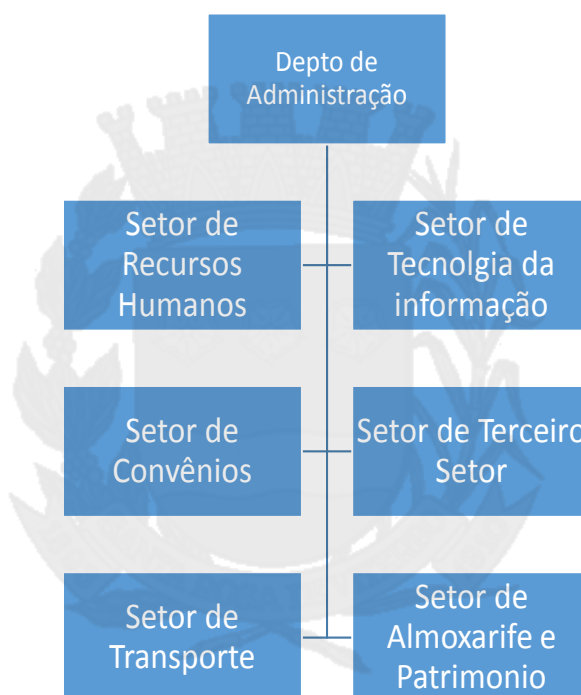 Depto de
Administração
Setor de
Recursos
Humanos
Setor de
Tecnolgia da
informação
Setor de
Convênios
Setor de Terceiro
Setor
Setor de
Transporte
Setor de
Almoxarife e
Patrimonio